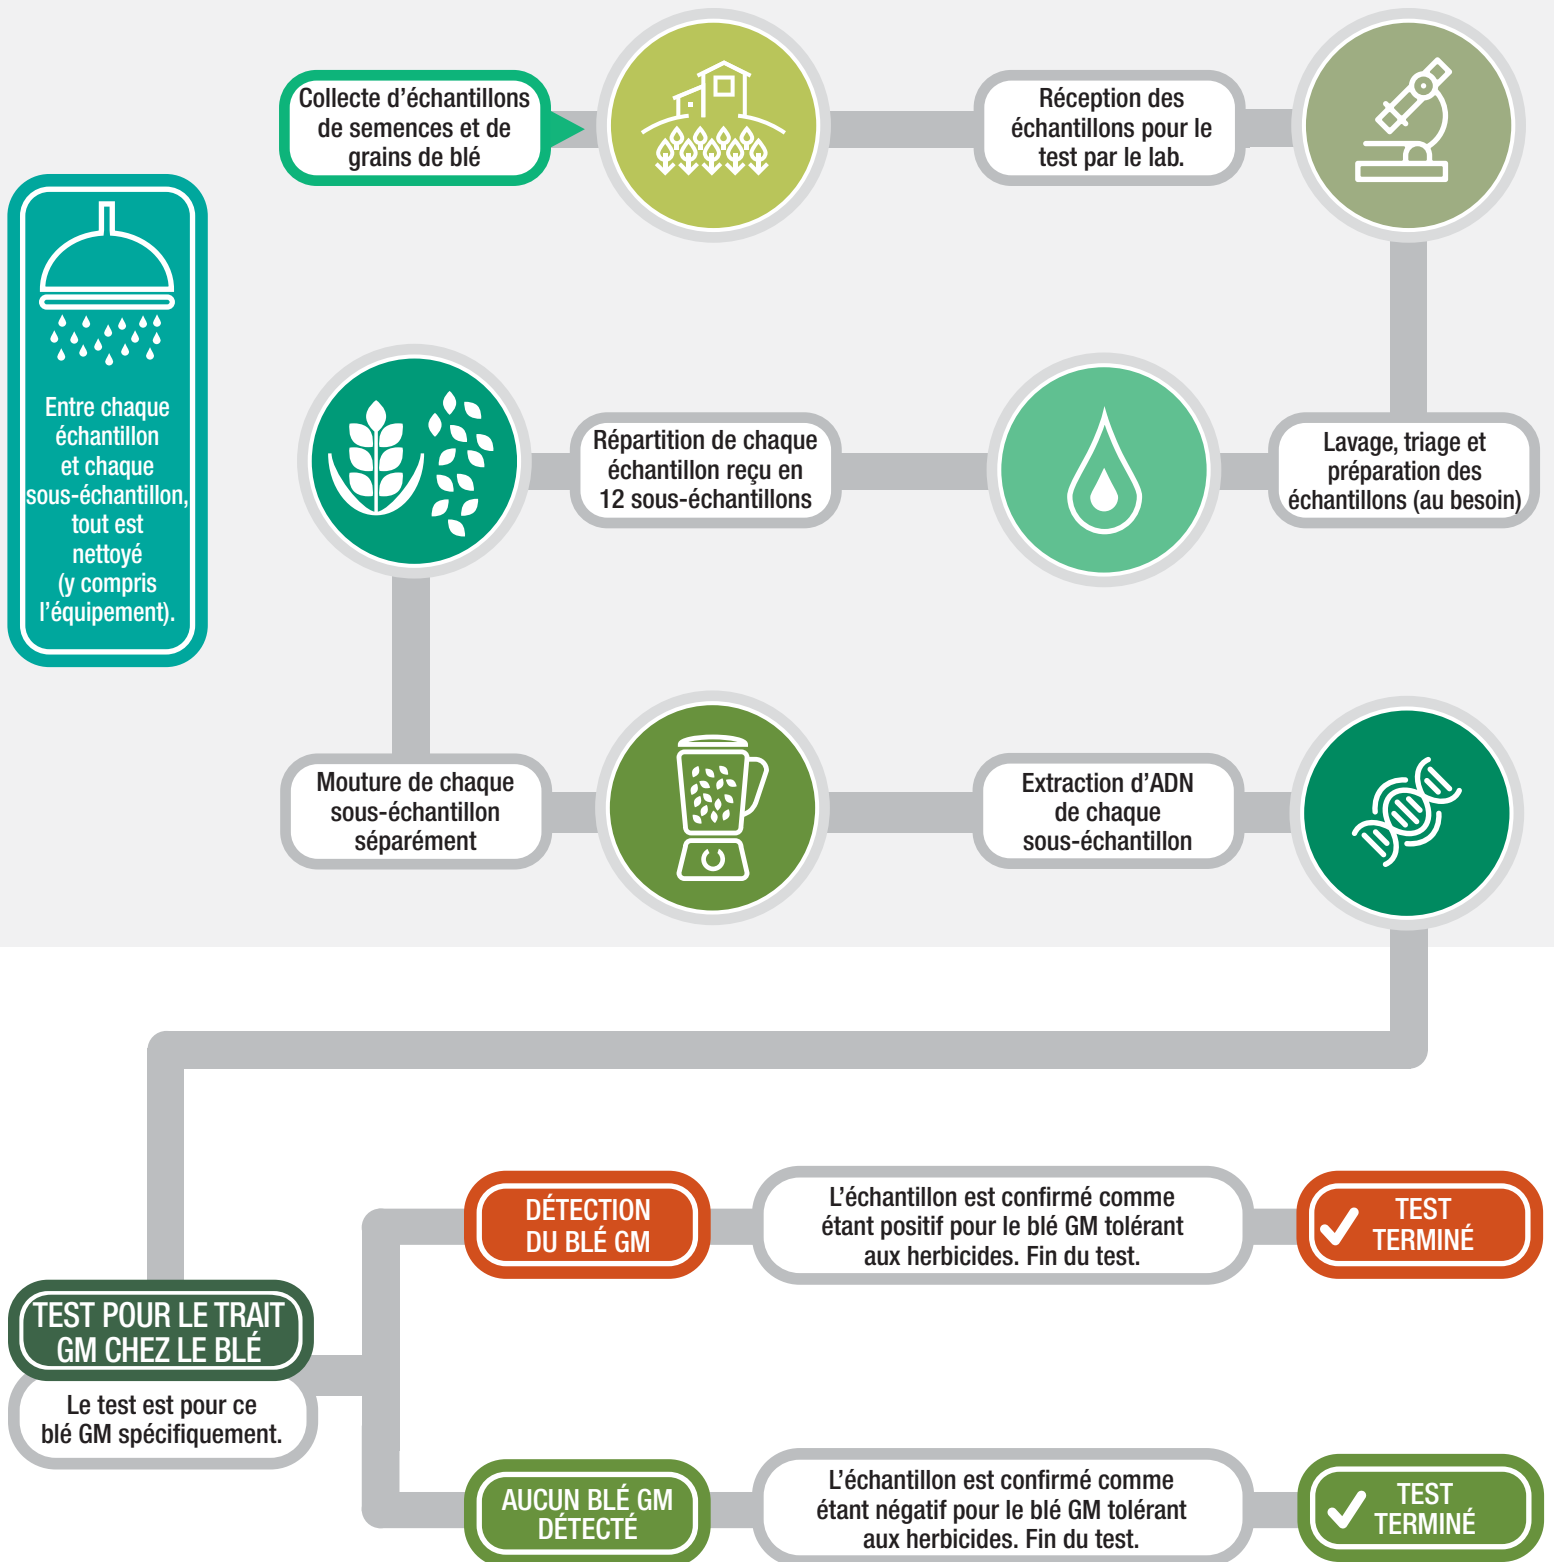 Collecte d'échantillons
de semences et de
grains de blé
Réception des
échantillons pour le
test par le lab.
Entre chaque
échantillon
et chaque
sous-échantillon,
tout est
nettoyé
(y compris
l'équipement).
Lavage, triage et
préparation des
échantillons (au besoin)
Répartition de chaque
échantillon reçu en
12 sous-échantillons
Mouture de chaque
sous-échantillon
séparément
Extraction d'ADN
de chaque
sous-échantillon
TEST POUR LE TRAIT
GM CHEZ LE BLÉ
Le test est pour ce
blé GM spécifiquement.
DÉTECTION
DU BLÉ GM
L'échantillon est confirmé comme
étant positif pour le blé GM tolérant
aux herbicides. Fin du test.
TEST
TERMINÉ
AUCUN BLÉ GM
DÉTECTÉ
L'échantillon est confirmé comme
étant négatif pour le blé GM tolérant
aux herbicides. Fin du test.
TEST
TERMINÉ